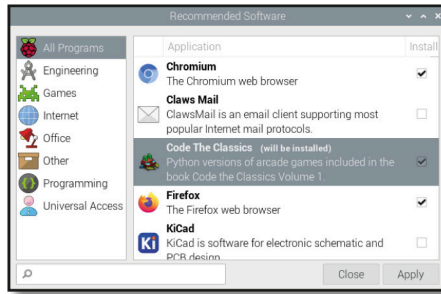 Recommended Software
All Programs
Engineering
Games
Internet
Office
Other
Programming
Universal Access
Application
Install
Chromium
The Chromium web browser
Claws Mail
ClawsMail is an email client supporting most
popular Internet mail protocols.
Code The Classics (will be installed)
Python versions of arcade games included in the
book Code the Classics Volume 1.
Firefox
The Firefox web browser
Ki
KiCad
KiCad is software for electronic schematic and
PCB design
Close
Apply